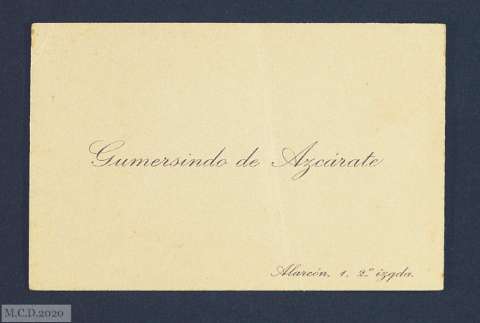 Gumersindo de Azcárate
Alarcón, 1. 2.º izqda.
M.C.D.2020